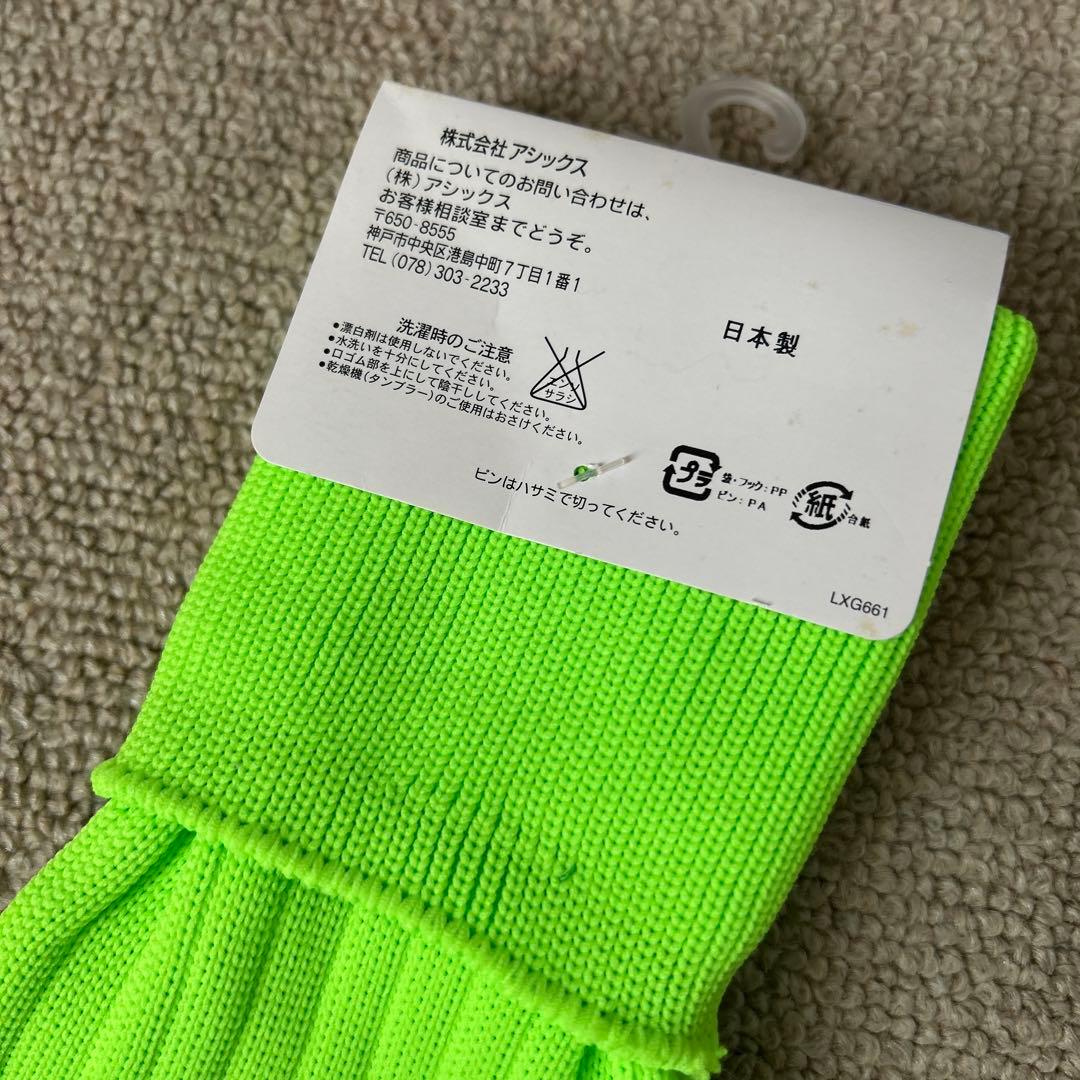 株式会社 アシックス
商品についてのお問い合わせは、
(株) アシックス
お客様相談室までどうぞ。
〒650-8555
神戸市中央区港島中町7丁目1番1
TEL (078) 303-2233
洗濯時のご注意
●漂白剤は使用しないでください。
●水洗いを十分にしてください。
●口ゴム部を上にして陰干ししてください。
●乾燥機(タンブラー)のご使用はおさけください。
エンソ
サラシ
日本製
ピンはハサミで切ってください。
プラ
袋・フック:PP
ピン:PA
紙
台紙
LXG661